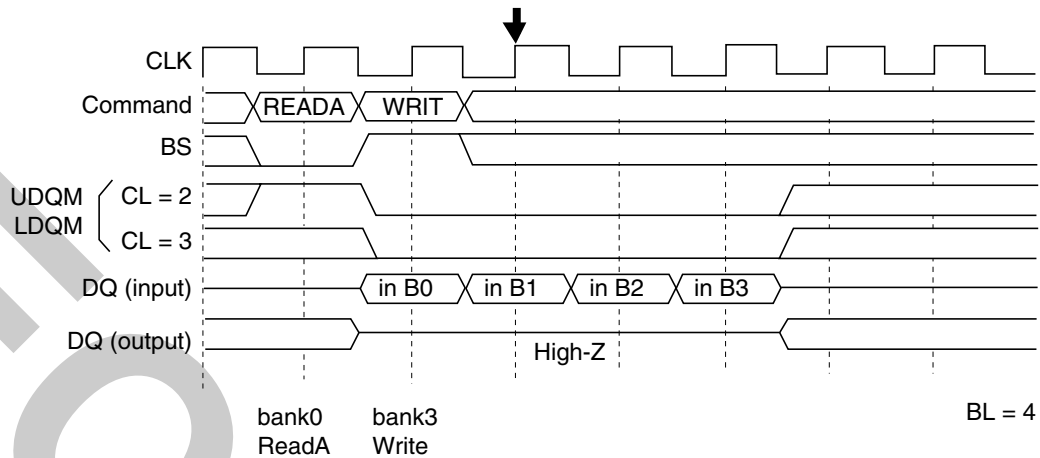 CLK
Command READA WRIT
BS
UDQM CL = 2
LDQM CL = 3
DQ (input) in B0 in B1 in B2 in B3
DQ (output) High-Z
bank0 bank3 BL = 4
ReadA Write